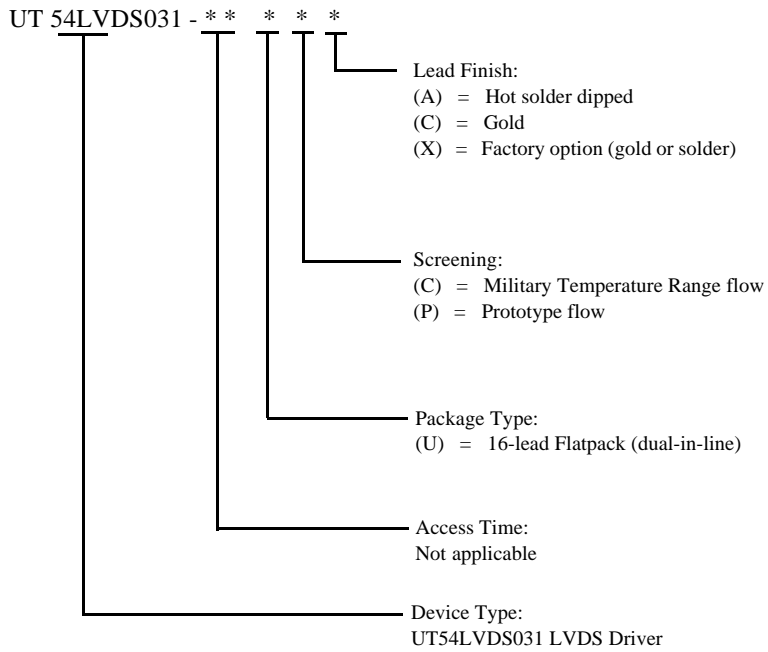 UT 54LVDS031 - * * * * *
Lead Finish:
(A) = Hot solder dipped
(C) = Gold
(X) = Factory option (gold or solder)
Screening:
(C) = Military Temperature Range flow
(P) = Prototype flow
Package Type:
(U) = 16-lead Flatpack (dual-in-line)
Access Time:
Not applicable
Device Type:
UT54LVDS031 LVDS Driver